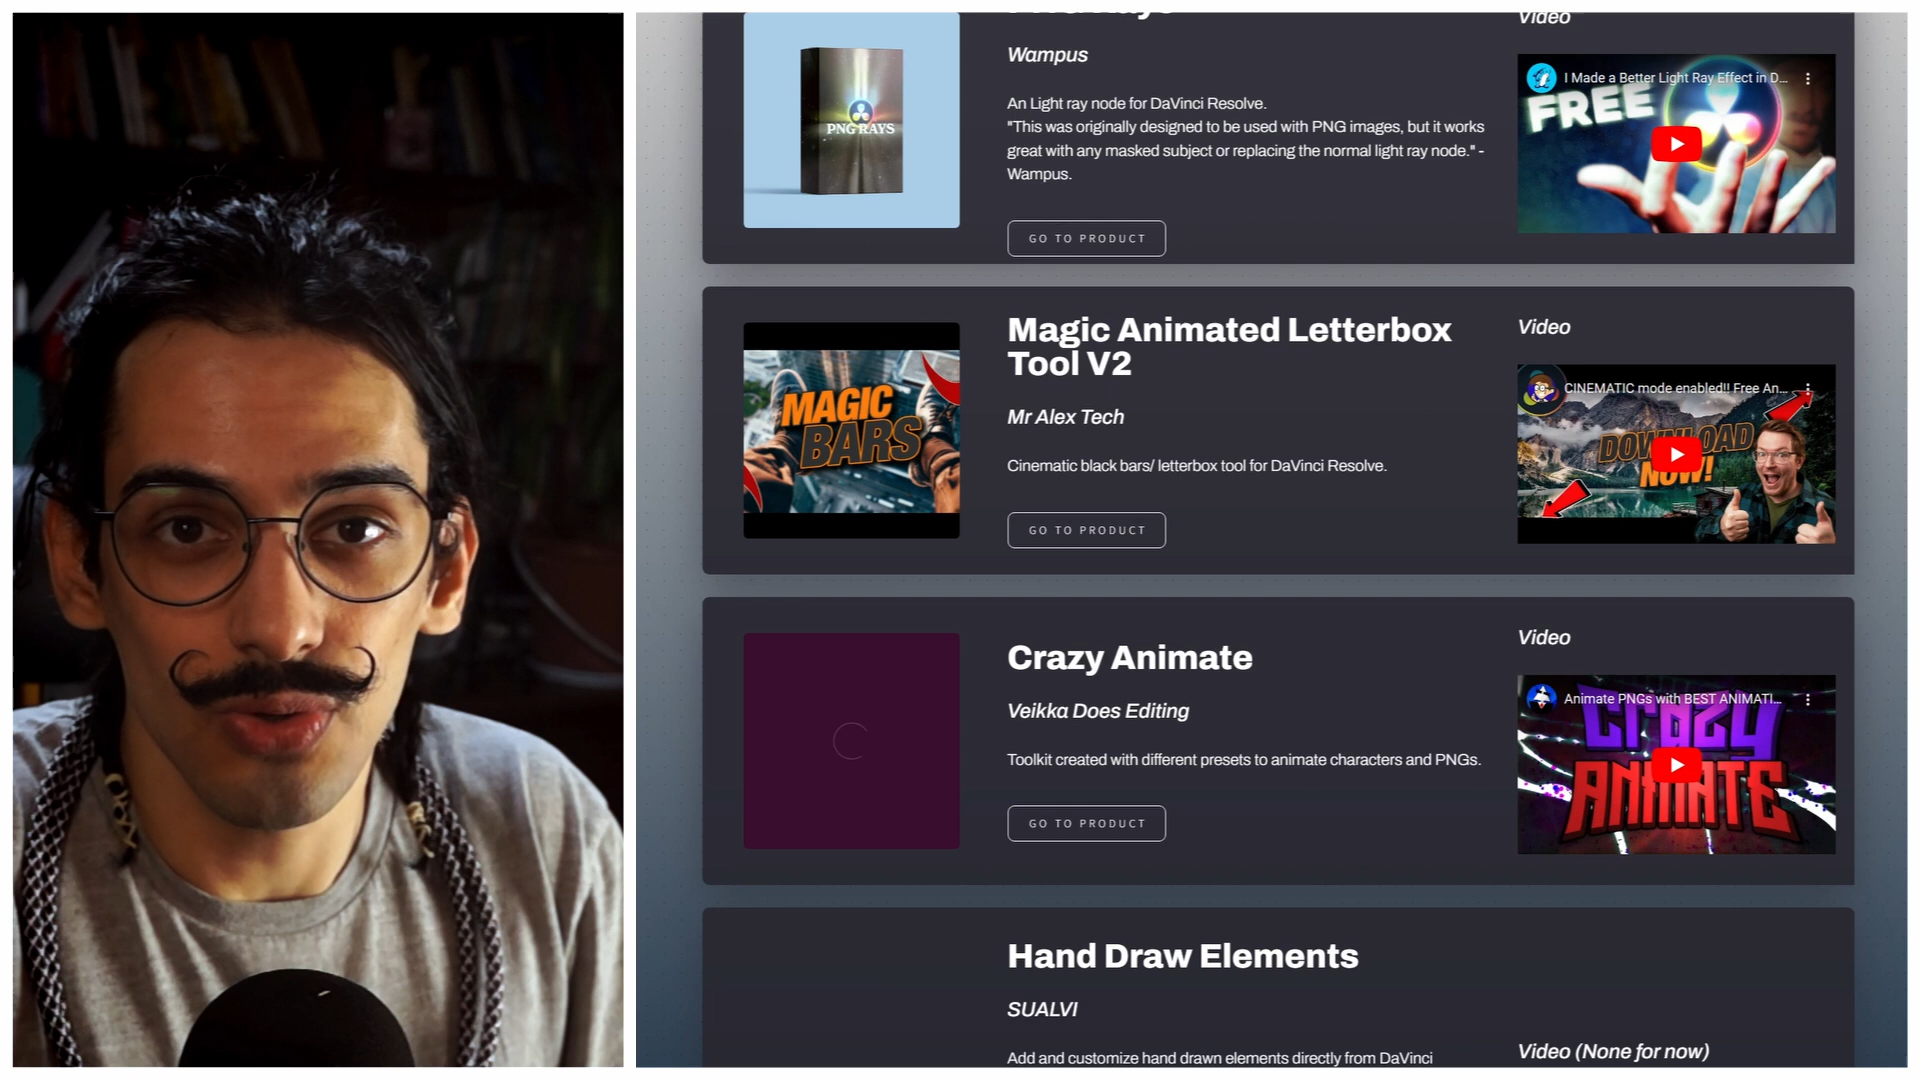 PNG Rays
Wampus
An Light ray node for DaVinci Resolve.
"This was originally designed to be used with PNG images, but it works
great with any masked subject or replacing the normal light ray node." -
Wampus.
GO TO PRODUCT
PNG RAYS
Video
I Made a Better Light Ray Effect in D...
FREE
Magic Animated Letterbox
Tool V2
Mr Alex Tech
Cinematic black bars/ letterbox tool for DaVinci Resolve.
GO TO PRODUCT
MAGIC
BARS
Video
CINEMATIC mode enabled!! Free An...
DOWNLOAD
NOW!
Crazy Animate
Veikka Does Editing
Toolkit created with different presets to animate characters and PNGs.
GO TO PRODUCT
Video
Animate PNGs with BEST ANIMATI...
CRAZY
ANIMATE
Hand Draw Elements
SUALVI
Add and customize hand drawn elements directly from DaVinci
Video (None for now)